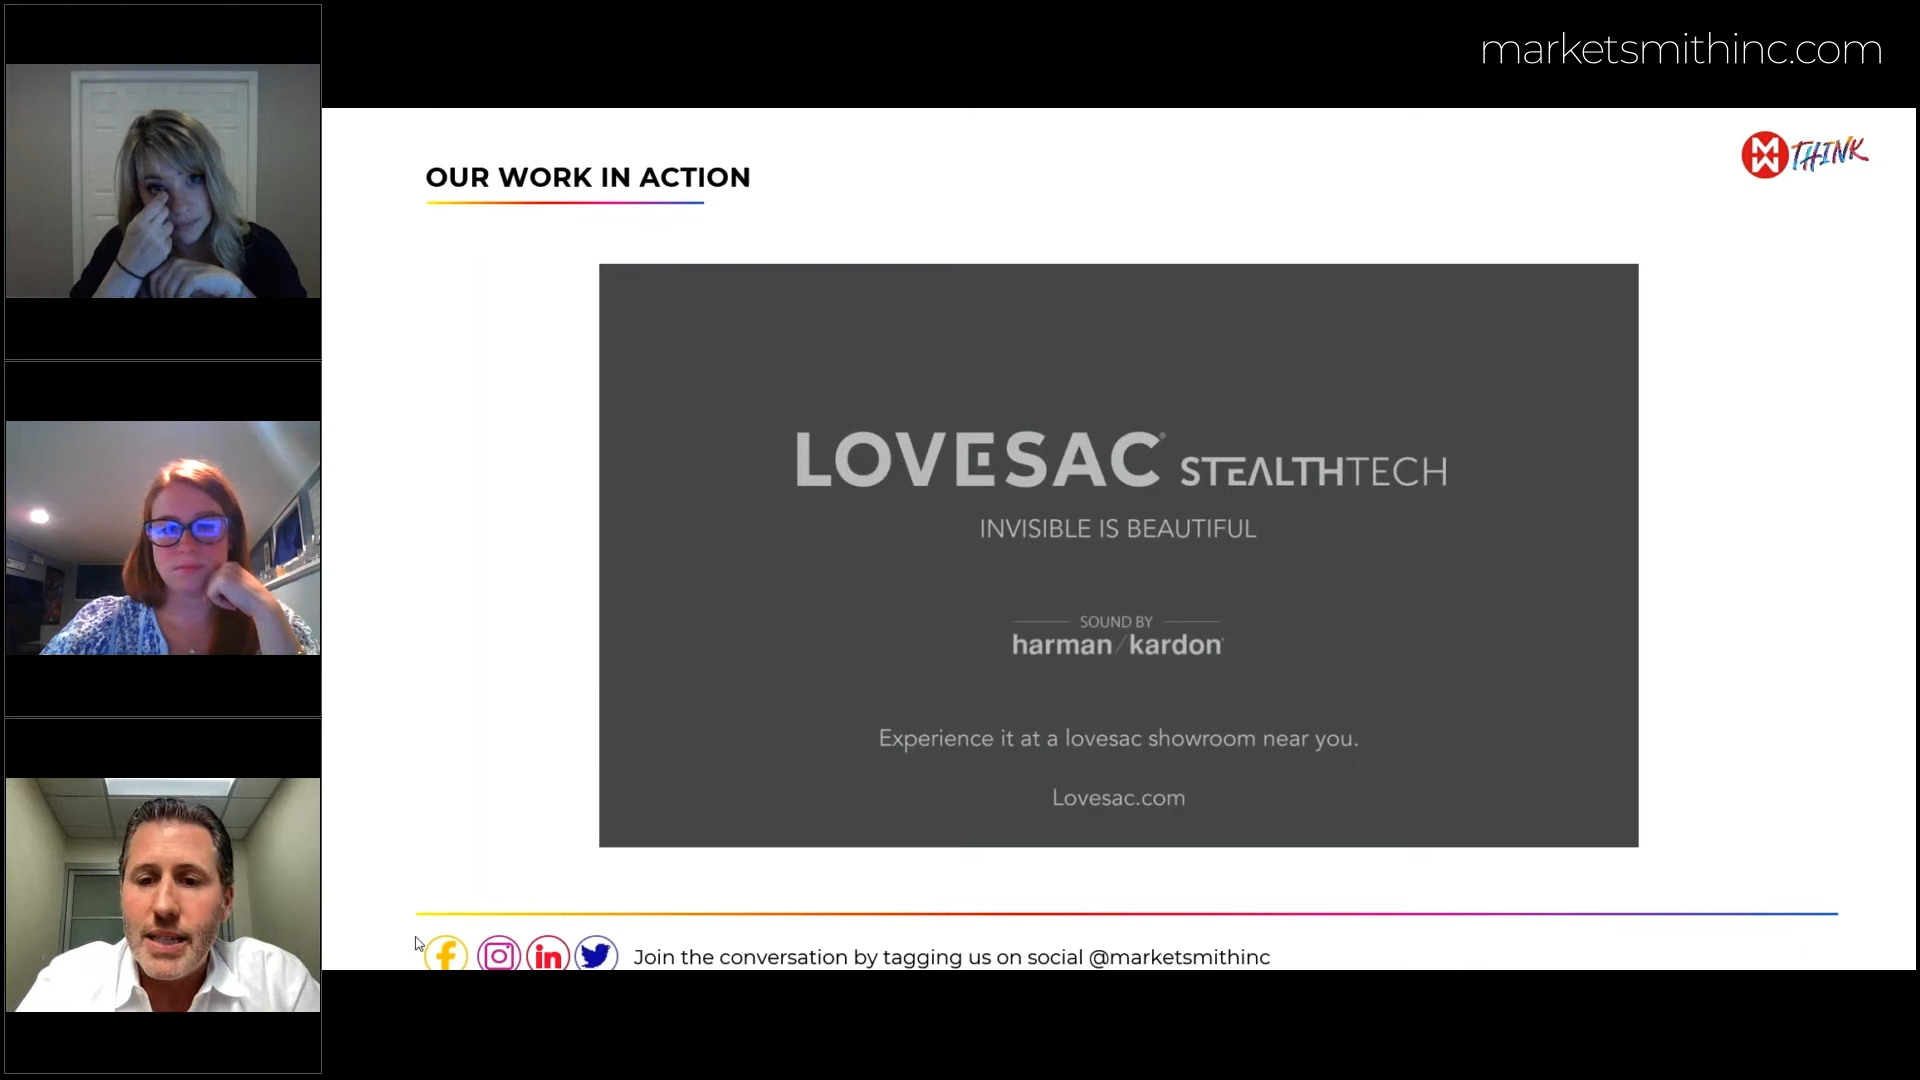 marketsmithinc.com
OUR WORK IN ACTION
THINK
LOVESAC® STEALTHTECH
INVISIBLE IS BEAUTIFUL
SOUND BY
harman/kardon
Experience it at a lovesac showroom near you.
Lovesac.com
Join the conversation by tagging us on social @marketsmithinc